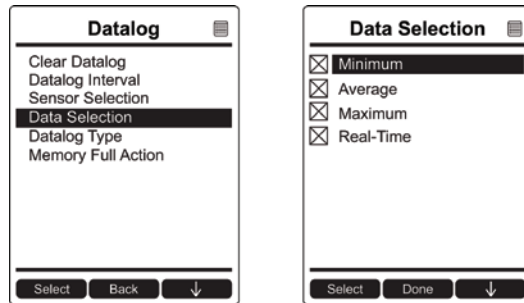 Datalog
Clear Datalog
Datalog Interval
Sensor Selection
Data Selection
Datalog Type
Memory Full Action
Select Back ↓
Data Selection
Minimum
Average
Maximum
Real-Time
Select Done ↓